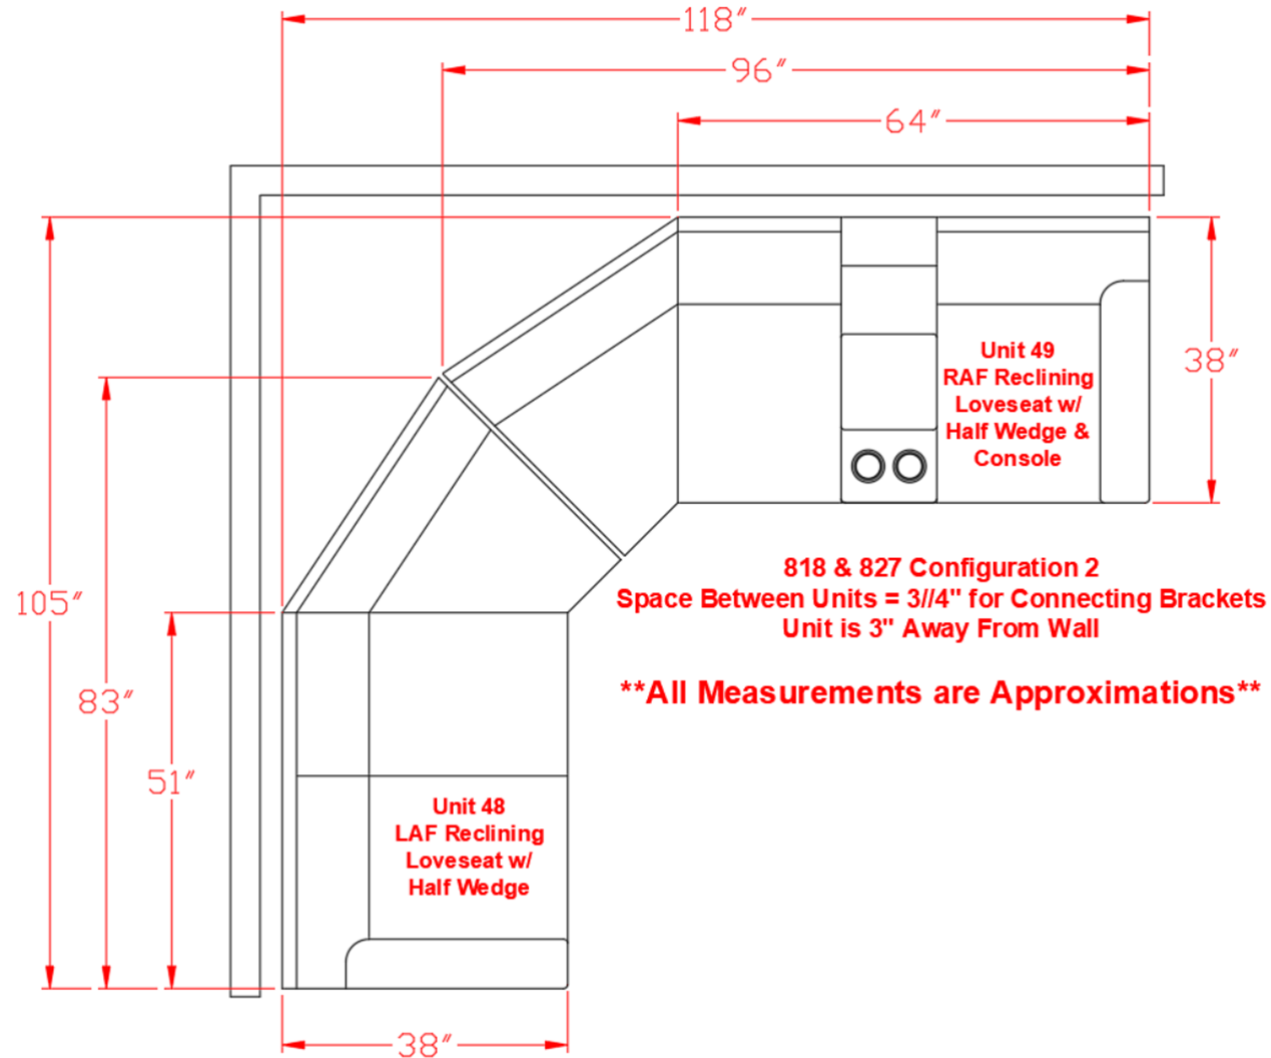 118"
96"
64"
38"
Unit 49
RAF Reclining
Loveseat w/
Half Wedge &
Console
818 & 827 Configuration 2
Space Between Units = 3//4" for Connecting Brackets
Unit is 3" Away From Wall
**All Measurements are Approximations**
105"
83"
51"
Unit 48
LAF Reclining
Loveseat w/
Half Wedge
38"